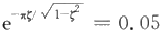 e^{-πζ/√(1-ζ²)} = 0.05